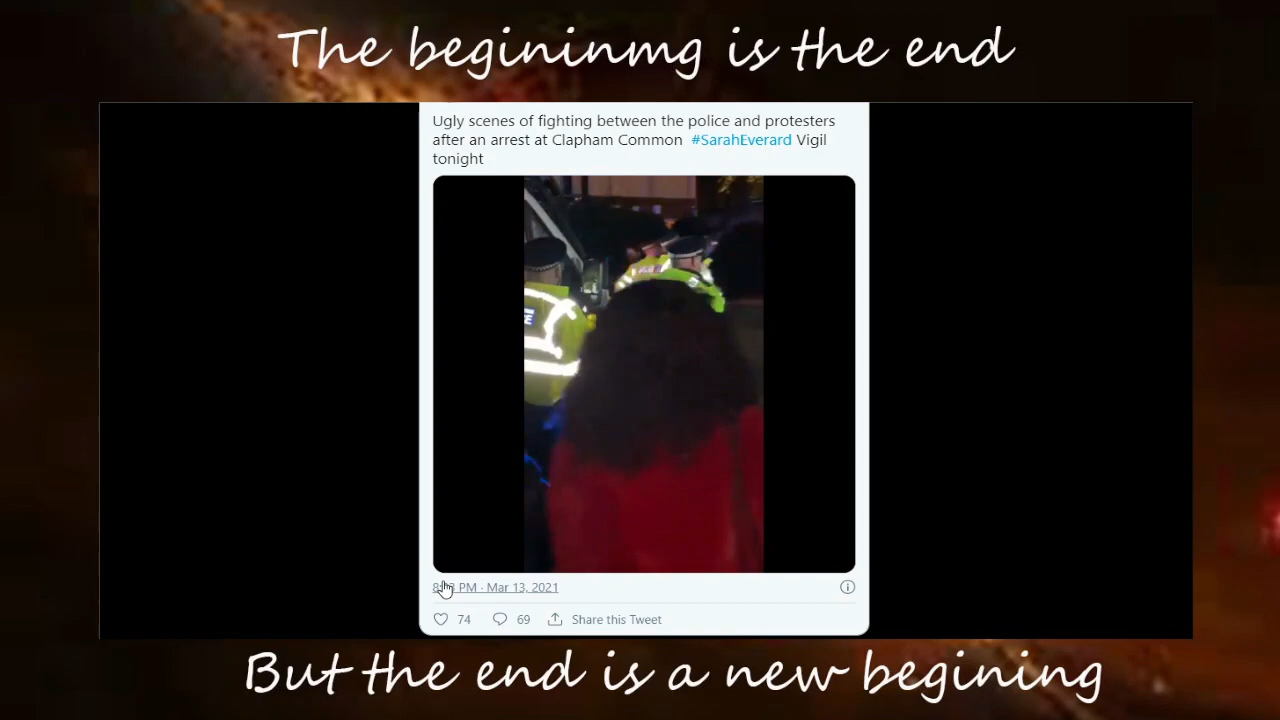 The begininmg is the end
Ugly scenes of fighting between the police and protesters
after an arrest at Clapham Common #SarahEverard Vigil
tonight
PM · Mar 13, 2021
74 69 Share this Tweet
But the end is a new begining